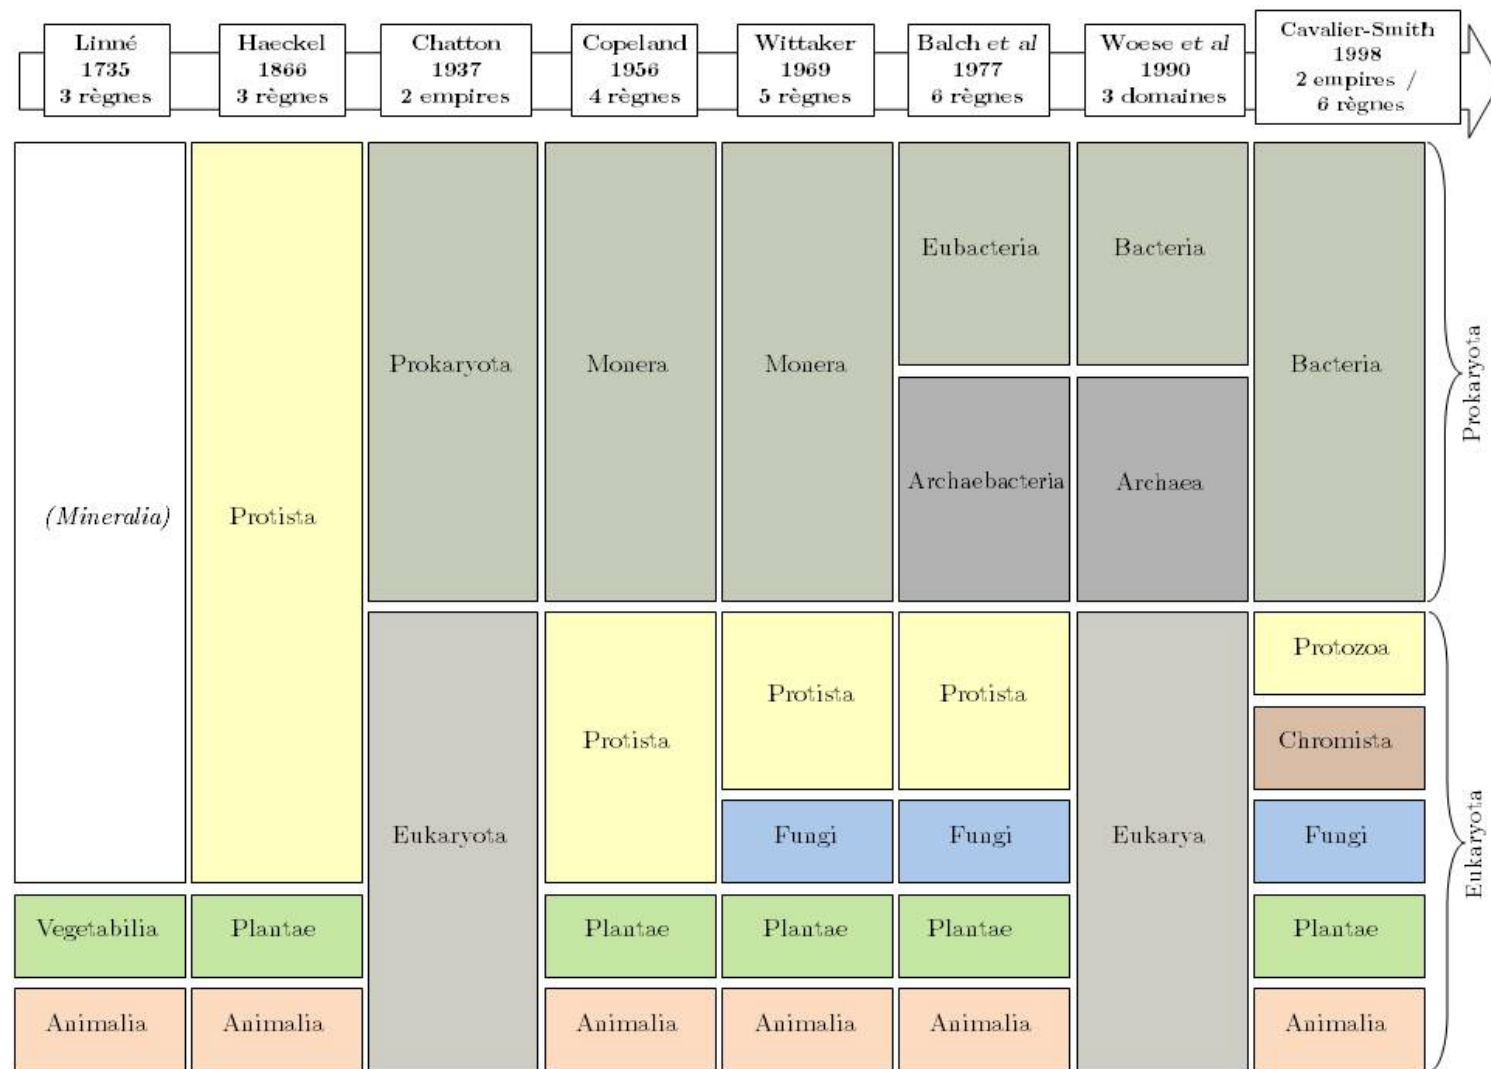 Linné
1735
3 règnes
Haeckel
1866
3 règnes
Chatton
1937
2 empires
Copeland
1956
4 règnes
Wittaker
1969
5 règnes
Balch et al
1977
6 règnes
Woese et al
1990
3 domaines
Cavalier-Smith
1998
2 empires /
6 règnes
(Mineralia)
Vegetabilia
Animalia
Protista
Plantae
Animalia
Prokaryota
Eukaryota
Monera
Protista
Plantae
Animalia
Monera
Protista
Fungi
Plantae
Animalia
Eubacteria
Archaebacteria
Protista
Fungi
Plantae
Animalia
Bacteria
Archaea
Eukarya
Bacteria
Protozoa
Chromista
Fungi
Plantae
Animalia
Prokaryota
Eukaryota